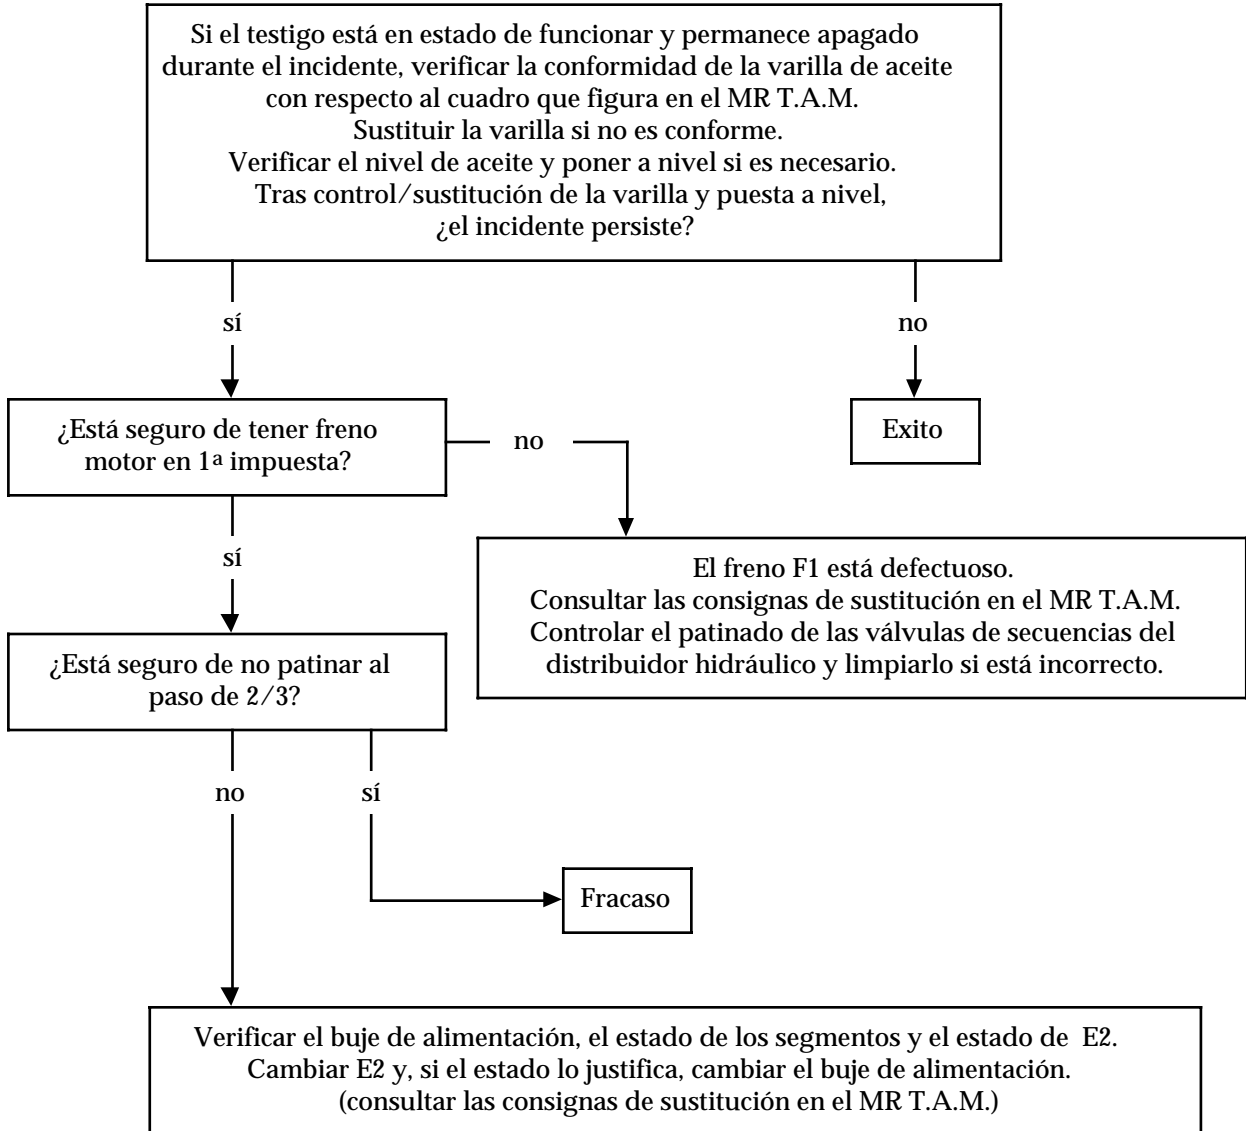 Si el testigo está en estado de funcionar y permanece apagado
durante el incidente, verificar la conformidad de la varilla de aceite
con respecto al cuadro que figura en el MR T.A.M.
Sustituir la varilla si no es conforme.
Verificar el nivel de aceite y poner a nivel si es necesario.
Tras control/sustitución de la varilla y puesta a nivel,
¿el incidente persiste?
sí
no
¿Está seguro de tener freno
motor en 1ª impuesta?
no
Exito
sí
El freno F1 está defectuoso.
Consultar las consignas de sustitución en el MR T.A.M.
Controlar el patinado de las válvulas de secuencias del
distribuidor hidráulico y limpiarlo si está incorrecto.
¿Está seguro de no patinar al
paso de 2/3?
no
sí
Fracaso
Verificar el buje de alimentación, el estado de los segmentos y el estado de E2.
Cambiar E2 y, si el estado lo justifica, cambiar el buje de alimentación.
(consultar las consignas de sustitución en el MR T.A.M.)